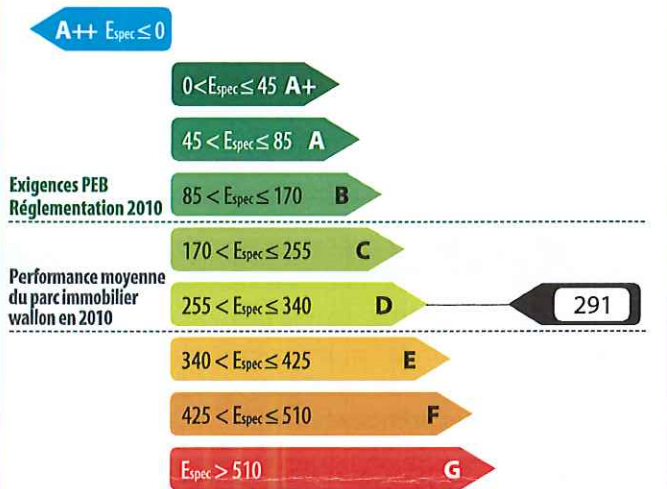 A++ Espec ≤ 0
0<Espec ≤ 45 A+
45 < Espec ≤ 85 A
Exigences PEB
Réglementation 2010
85 < Espec ≤ 170 B
170 < Espec ≤ 255 C
Performance moyenne
du parc immobilier
wallon en 2010
255 < Espec ≤ 340 D
291
340 < Espec ≤ 425 E
425 < Espec ≤ 510 F
Espec > 510 G